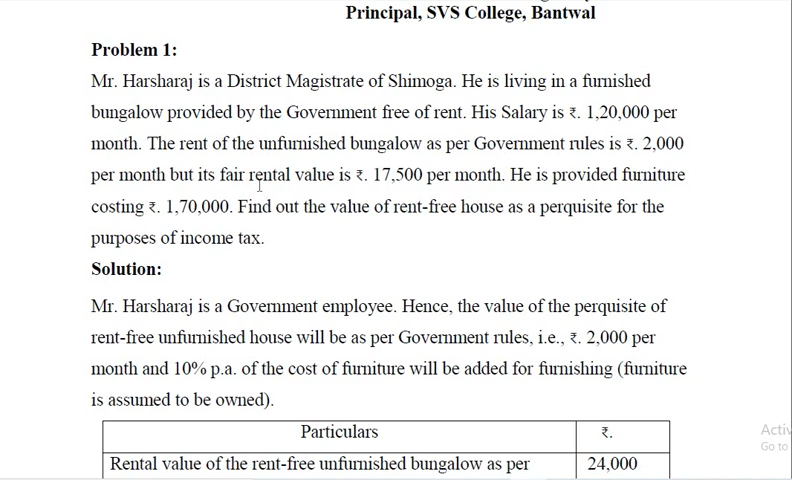 Principal, SVS College, Bantwal
Problem 1:
Mr. Harsharaj is a District Magistrate of Shimoga. He is living in a furnished
bungalow provided by the Government free of rent. His Salary is ₹. 1,20,000 per
month. The rent of the unfurnished bungalow as per Government rules is ₹. 2,000
per month but its fair rental value is ₹. 17,500 per month. He is provided furniture
costing ₹. 1,70,000. Find out the value of rent-free house as a perquisite for the
purposes of income tax.
Solution:
Mr. Harsharaj is a Government employee. Hence, the value of the perquisite of
rent-free unfurnished house will be as per Government rules, i.e., ₹. 2,000 per
month and 10% p.a. of the cost of furniture will be added for furnishing (furniture
is assumed to be owned).
Particulars ₹.
Rental value of the rent-free unfurnished bungalow as per 24,000
Activ
Go to